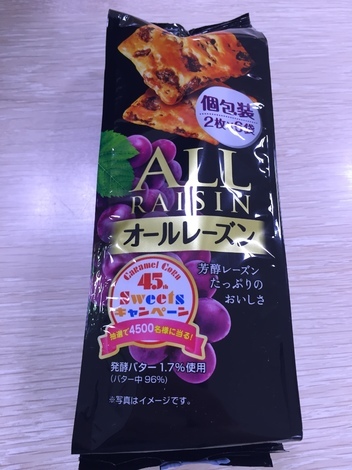 個包装
2枚×6袋
ALL
RAISIN
オールレーズン
芳醇レーズン
たっぷりの
おいしさ
Caramel Corn
45th
Sweets
キャンペーン
抽選で4500名様に当る!
発酵バター1.7%使用
(バター中96%)
※写真はイメージです。